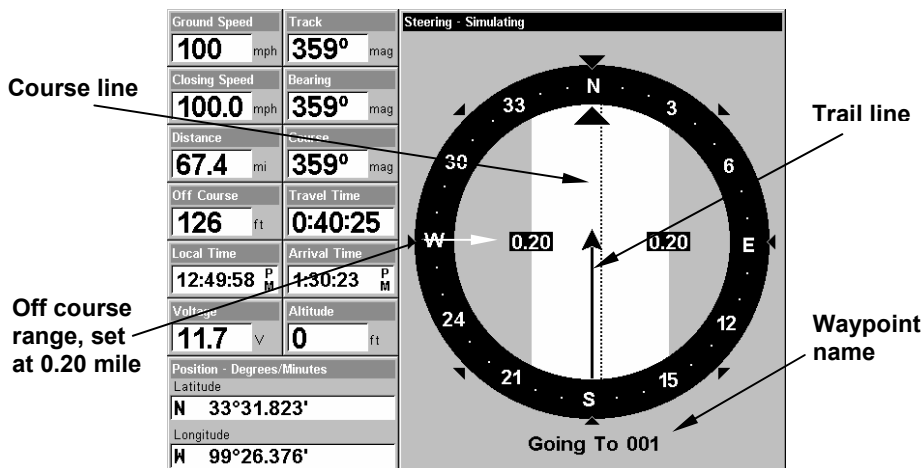 Ground Speed
100 mph
Track
359º mag
Closing Speed
100.0 mph
Bearing
359º mag
Distance
67.4 mi
Course
359º mag
Off Course
126 ft
Travel Time
0:40:25
Local Time
12:49:58 PM
Arrival Time
1:30:23 PM
Voltage
11.7 V
Altitude
0 ft
Position - Degrees/Minutes
Latitude
N 33°31.823'
Longitude
W 99°26.376'
Steering - Simulating
N
33
3
30
6
W
E
24
12
21
15
S
0.20
0.20
Going To 001
Course line
Trail line
Off course
range, set
at 0.20 mile
Waypoint
name